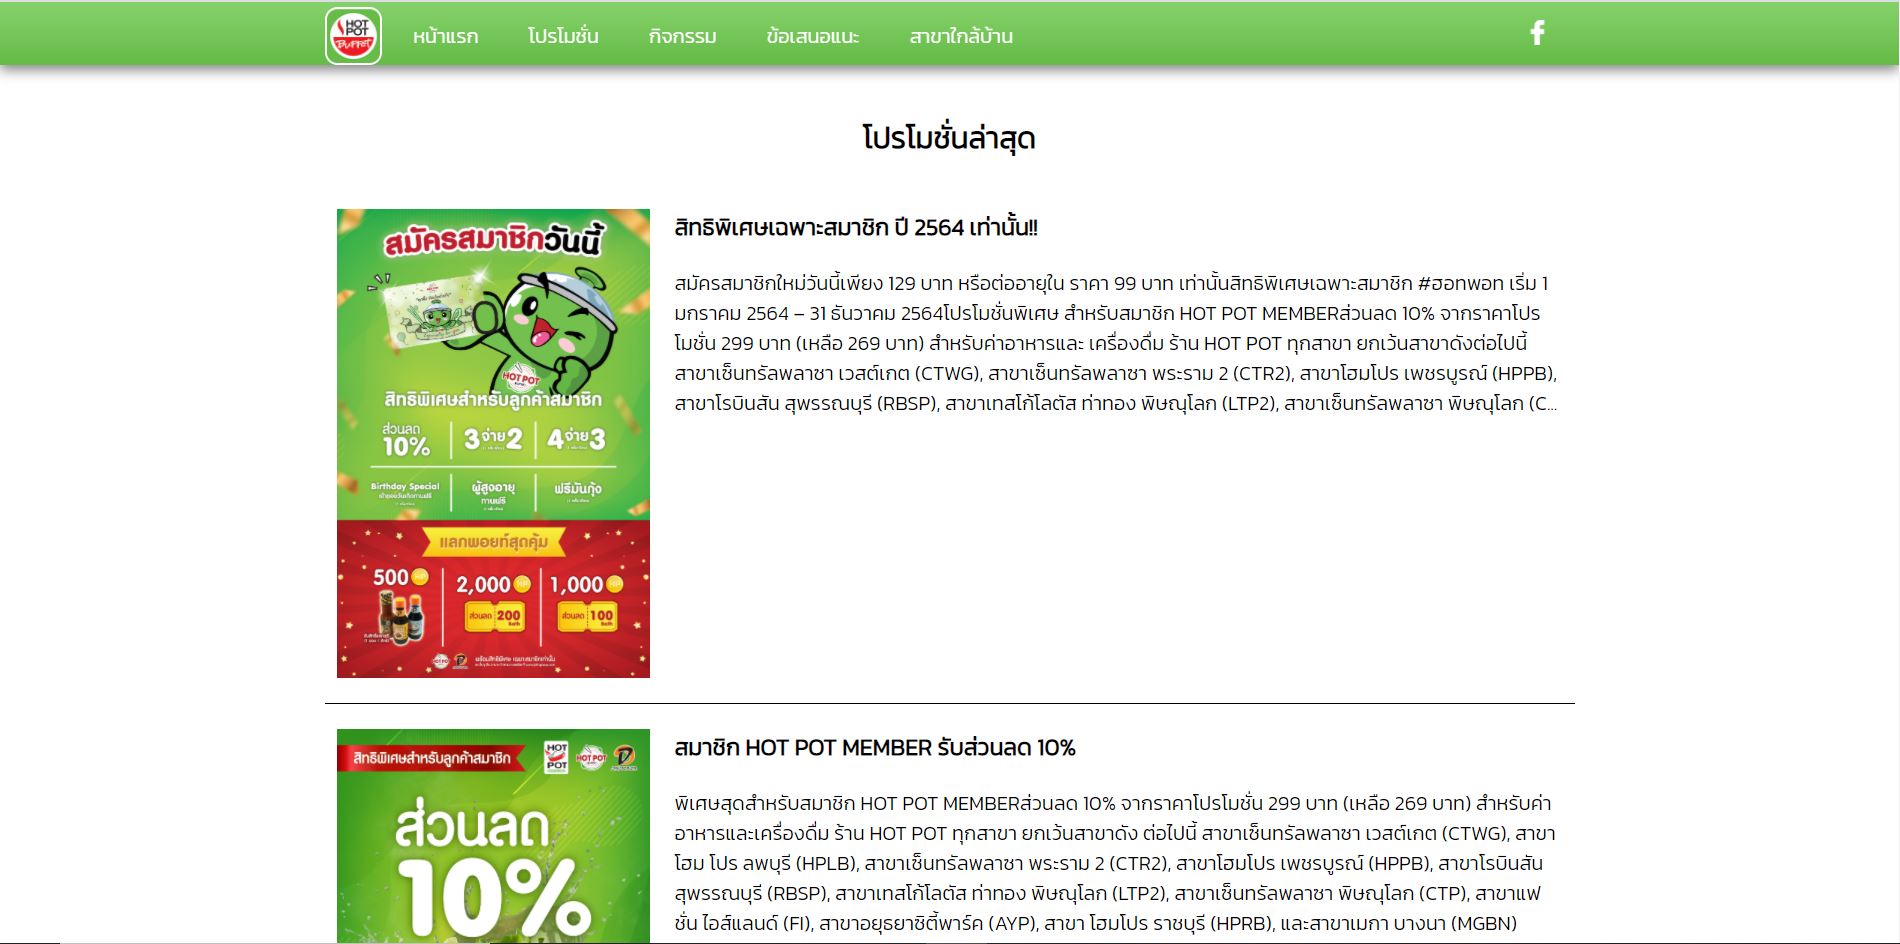 HOT
POT
BUFFET
หน้าแรก
โปรโมชั่น
กิจกรรม
ข้อเสนอแนะ
สาขาใกล้บ้าน
f
โปรโมชั่นล่าสุด
สมัครสมาชิกวันนี้
HOT POT
สิทธิพิเศษสำหรับลูกค้าสมาชิก
ส่วนลด
10%
3 จ่าย 2
4 จ่าย 3
Birthday Special
ผู้สูงอายุ
ทานฟรี
ฟรีมันกุ้ง
แลกพอยท์สุดคุ้ม
500 HP
2,000 HP
1,000 HP
ส่วนลด 200
Baht
ส่วนลด 100
Baht
HOT POT
สิทธิพิเศษเฉพาะสมาชิก ปี 2564 เท่านั้น!!
สมัครสมาชิกใหม่วันนี้เพียง 129 บาท หรือต่ออายุใน ราคา 99 บาท เท่านั้นสิทธิพิเศษเฉพาะสมาชิก #ฮอทพอท เริ่ม 1
มกราคม 2564 – 31 ธันวาคม 2564โปรโมชั่นพิเศษ สำหรับสมาชิก HOT POT MEMBERส่วนลด 10% จากราคาโปร
โมชั่น 299 บาท (เหลือ 269 บาท) สำหรับค่าอาหารและ เครื่องดื่ม ร้าน HOT POT ทุกสาขา ยกเว้นสาขาดังต่อไปนี้
สาขาเซ็นทรัลพลาซา เวสต์เกต (CTWG), สาขาเซ็นทรัลพลาซา พระราม 2 (CTR2), สาขาโฮมโปร เพชรบูรณ์ (HPPB),
สาขาโรบินสัน สุพรรณบุรี (RBSP), สาขาเทสโก้โลตัส ท่าทอง พิษณุโลก (LTP2), สาขาเซ็นทรัลพลาซา พิษณุโลก (C...
สิทธิพิเศษสำหรับลูกค้าสมาชิก
HOT
POT
HOT POT
ส่วนลด
10%
สมาชิก HOT POT MEMBER รับส่วนลด 10%
พิเศษสุดสำหรับสมาชิก HOT POT MEMBERส่วนลด 10% จากราคาโปรโมชั่น 299 บาท (เหลือ 269 บาท) สำหรับค่า
อาหารและเครื่องดื่ม ร้าน HOT POT ทุกสาขา ยกเว้นสาขาดัง ต่อไปนี้ สาขาเซ็นทรัลพลาซา เวสต์เกต (CTWG), สาขา
โฮม โปร ลพบุรี (HPLB), สาขาเซ็นทรัลพลาซา พระราม 2 (CTR2), สาขาโฮมโปร เพชรบูรณ์ (HPPB), สาขาโรบินสัน
สุพรรณบุรี (RBSP), สาขาเทสโก้โลตัส ท่าทอง พิษณุโลก (LTP2), สาขาเซ็นทรัลพลาซา พิษณุโลก (CTP), สาขาแฟ
ชั่น ไอส์แลนด์ (FI), สาขาอยุธยาซิตี้พาร์ค (AYP), สาขา โฮมโปร ราชบุรี (HPRB), และสาขาเมกา บางนา (MGBN)